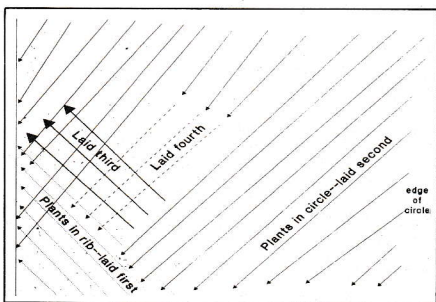 Laid third
Laid fourth
Plants in rib--laid first
Plants in circle--laid second
edge
of
circle